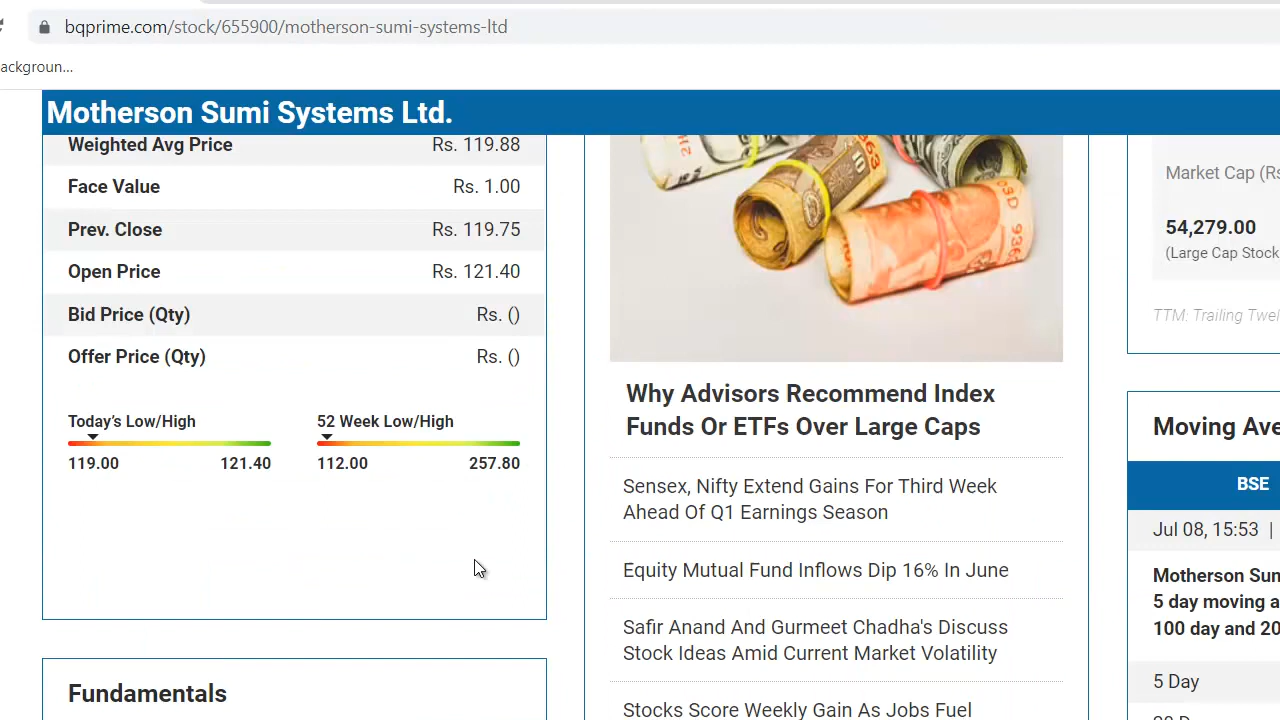 bqprime.com/stock/655900/motherson-sumi-systems-ltd
ackgroun...
Motherson Sumi Systems Ltd.
Weighted Avg Price Rs. 119.88
Face Value Rs. 1.00
Prev. Close Rs. 119.75
Open Price Rs. 121.40
Bid Price (Qty) Rs. ()
Offer Price (Qty) Rs. ()
Today's Low/High 52 Week Low/High
119.00 121.40 112.00 257.80
Fundamentals
Why Advisors Recommend Index
Funds Or ETFs Over Large Caps
Sensex, Nifty Extend Gains For Third Week
Ahead Of Q1 Earnings Season
Equity Mutual Fund Inflows Dip 16% In June
Safir Anand And Gurmeet Chadha's Discuss
Stock Ideas Amid Current Market Volatility
Stocks Score Weekly Gain As Jobs Fuel
Market Cap (Rs
54,279.00
(Large Cap Stock
TTM: Trailing Twel
Moving Ave
BSE
Jul 08, 15:53 |
Motherson Sun
5 day moving a
100 day and 20
5 Day